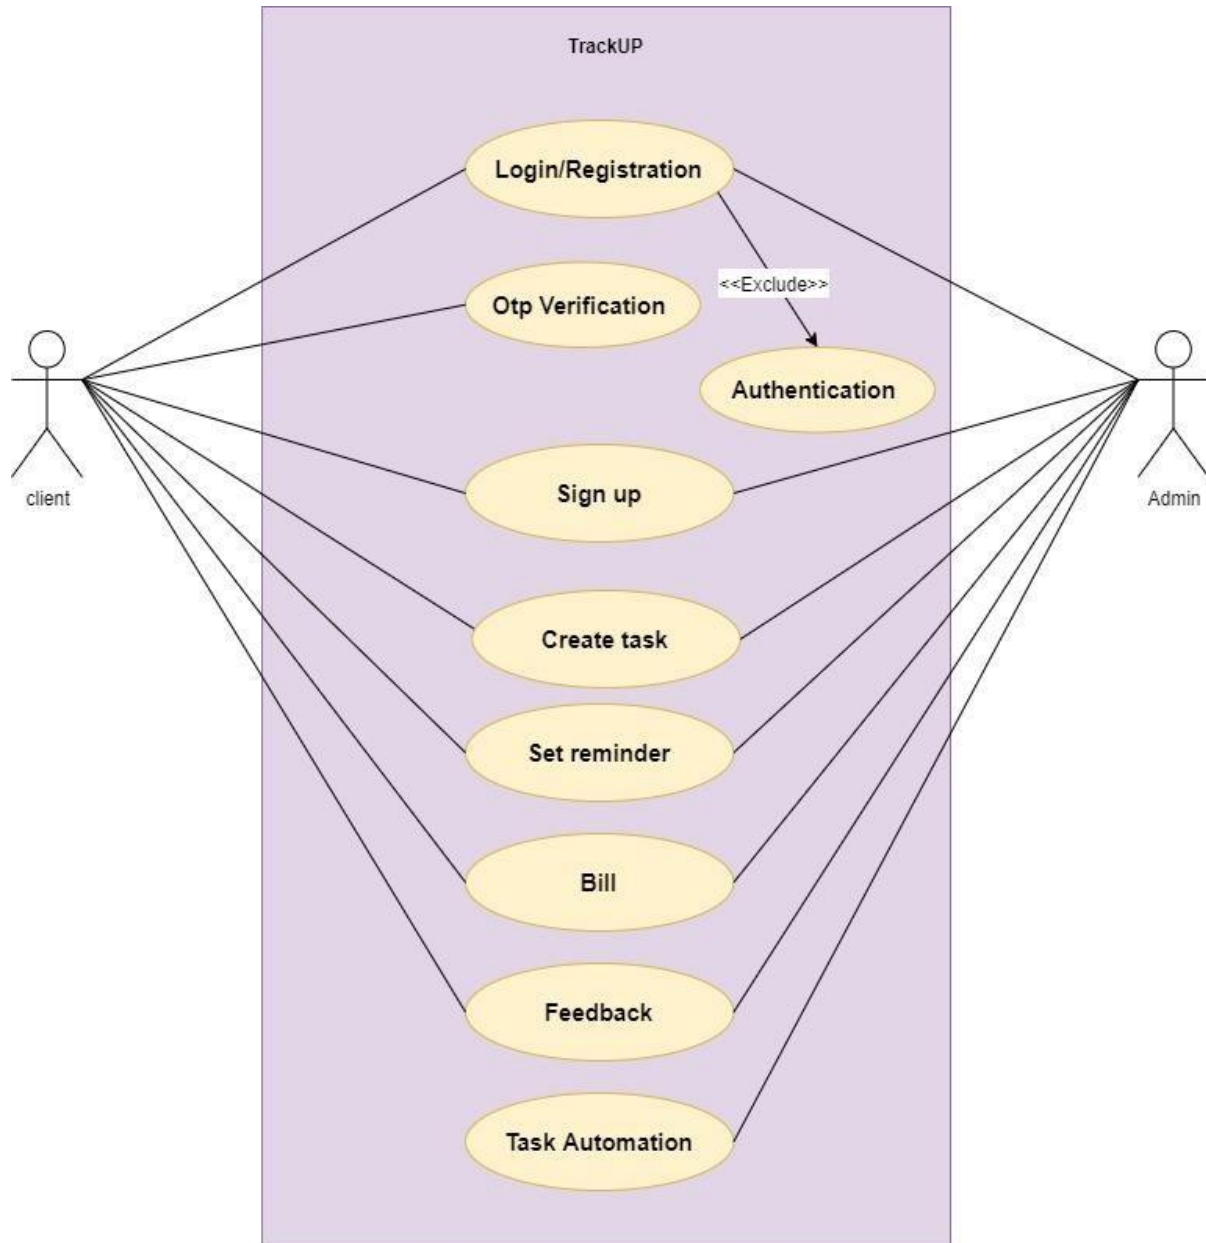 TrackUP
Login/Registration
Otp Verification
<<Exclude>>
Authentication
client
Sign up
Admin
Create task
Set reminder
Bill
Feedback
Task Automation